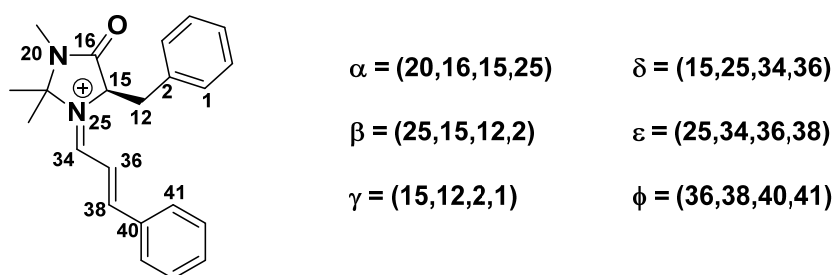 O
20 N 16
15
⊕
2
1
N
25
12
34 36
41
38
40
α = (20,16,15,25) δ = (15,25,34,36)
β = (25,15,12,2) ε = (25,34,36,38)
γ = (15,12,2,1) ϕ = (36,38,40,41)